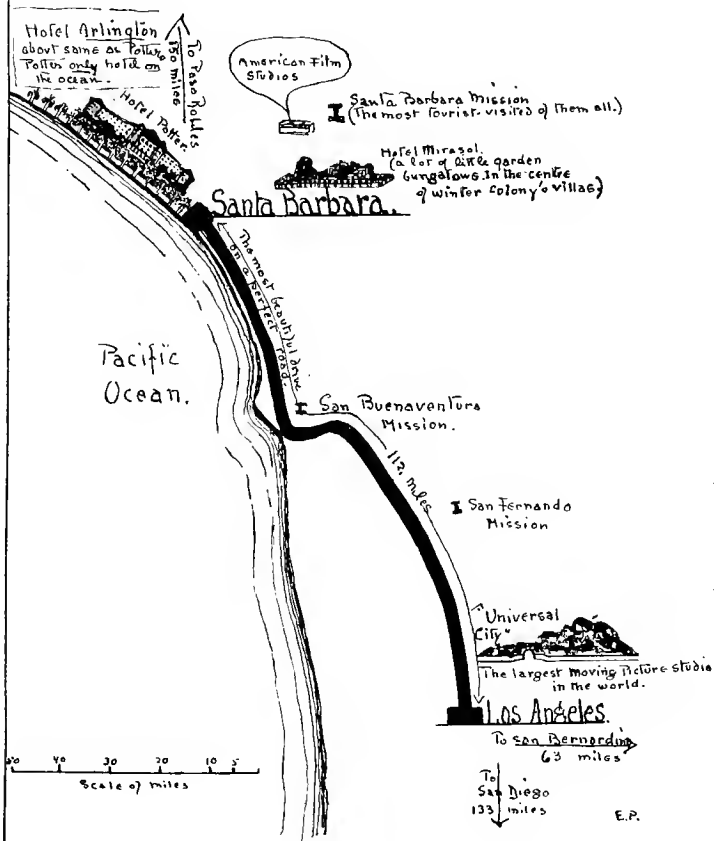 Hotel Arlington
about same as Potter.
Potter only hotel on
the ocean.
To Paso Robles
150 miles
Hotel Potter
American Film
Studios
Santa Barbara Mission
(The most tourist-visited of them all.)
Hotel Mirasol.
(a lot of little garden
bungalows in the centre
of winter colony's villas)
Santa Barbara.
The most beautiful drive
on a perfect road.
Pacific
Ocean.
San Buenaventura
Mission.
112 miles
San Fernando
Mission
"Universal
City"
The largest moving Picture studio
in the world.
Los Angeles.
To San Bernardino
63 miles
50 40 30 20 10 5
Scale of miles
To
San Diego
133 miles
E.P.